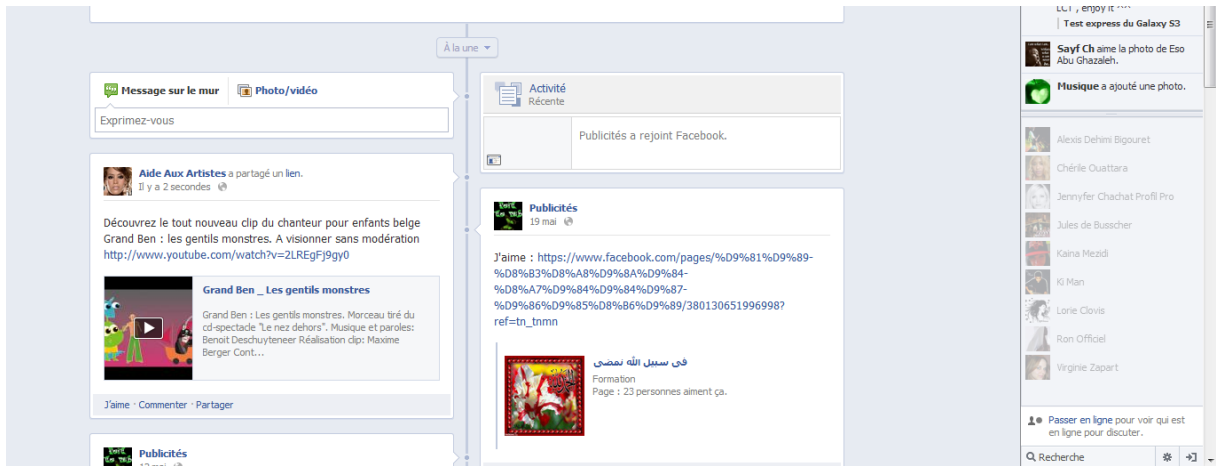 À la une
Message sur le mur
Photo/vidéo
Exprimez-vous
Aide Aux Artistes a partagé un lien.
Il y a 2 secondes
Découvrez le tout nouveau clip du chanteur pour enfants belge
Grand Ben : les gentils monstres. A visionner sans modération
http://www.youtube.com/watch?v=2LREgFj9gy0
Grand Ben _ Les gentils monstres
Grand Ben : Les gentils monstres. Morceau tiré du
cd-spectacle "Le nez dehors". Musique et paroles:
Benoit Deschuyteneer Réalisation clip: Maxime
Berger Cont...
J'aime · Commenter · Partager
Publicités
Activité
Récente
Publicités a rejoint Facebook.
Publicités
19 mai
J'aime : https://www.facebook.com/pages/%D9%81%D9%89-
%D8%B3%D8%A8%D9%8A%D9%84-
%D8%A7%D9%84%D9%84%D9%87-
%D9%86%D9%85%D8%B6%D9%89/380130651996998?
ref=tn_tnmn
فى سبيل الله نمضى
Formation
Page : 23 personnes aiment ça.
LCT , enjoy it ^^
Test express du Galaxy S3
Sayf Ch aime la photo de Eso
Abu Ghazaleh.
Musique a ajouté une photo.
Alexis Dehimi Bigouret
Chérile Ouattara
Jennyfer Chachat Profil Pro
Jules de Busscher
Kaina Mezidi
Ki Man
Lorie Clovis
Ron Officiel
Virginie Zapart
Passer en ligne pour voir qui est
en ligne pour discuter.
Recherche